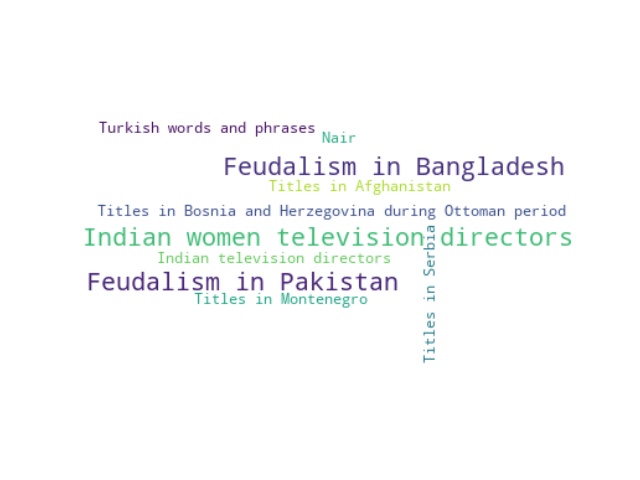 Turkish words and phrases
Nair
Feudalism in Bangladesh
Titles in Afghanistan
Titles in Bosnia and Herzegovina during Ottoman period
Indian women television directors
Indian television directors
Feudalism in Pakistan
Titles in Montenegro
Titles in Serbia